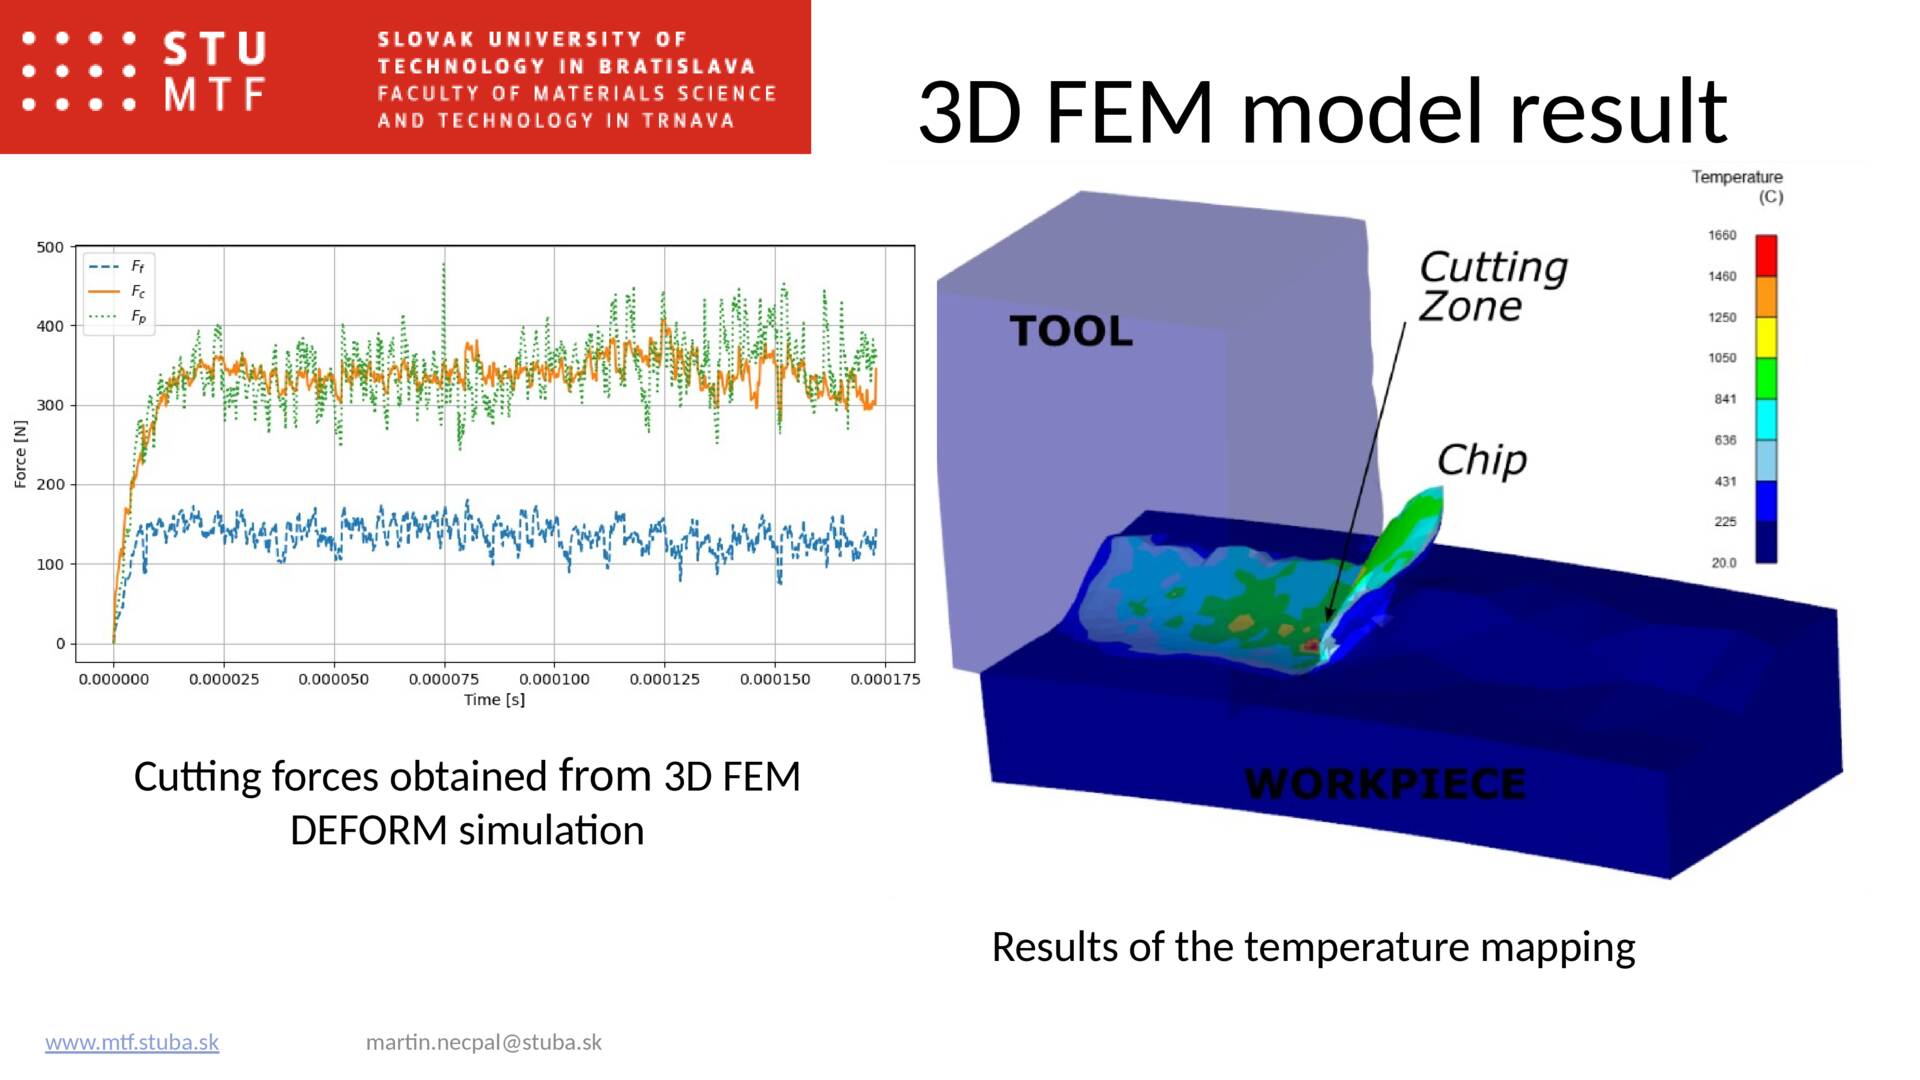 STU
MTF
SLOVAK UNIVERSITY OF
TECHNOLOGY IN BRATISLAVA
FACULTY OF MATERIALS SCIENCE
AND TECHNOLOGY IN TRNAVA
3D FEM model result
500
400
300
200
100
0
Force [N]
Ff
Fc
Fp
0.000000 0.000025 0.000050 0.000075 0.000100 0.000125 0.000150 0.000175
Time [s]
Cutting forces obtained from 3D FEM
DEFORM simulation
Temperature
(C)
1660
1460
1250
1050
841
636
431
225
20.0
TOOL
Cutting
Zone
Chip
WORKPIECE
Results of the temperature mapping
www.mtf.stuba.sk
martin.necpal@stuba.sk